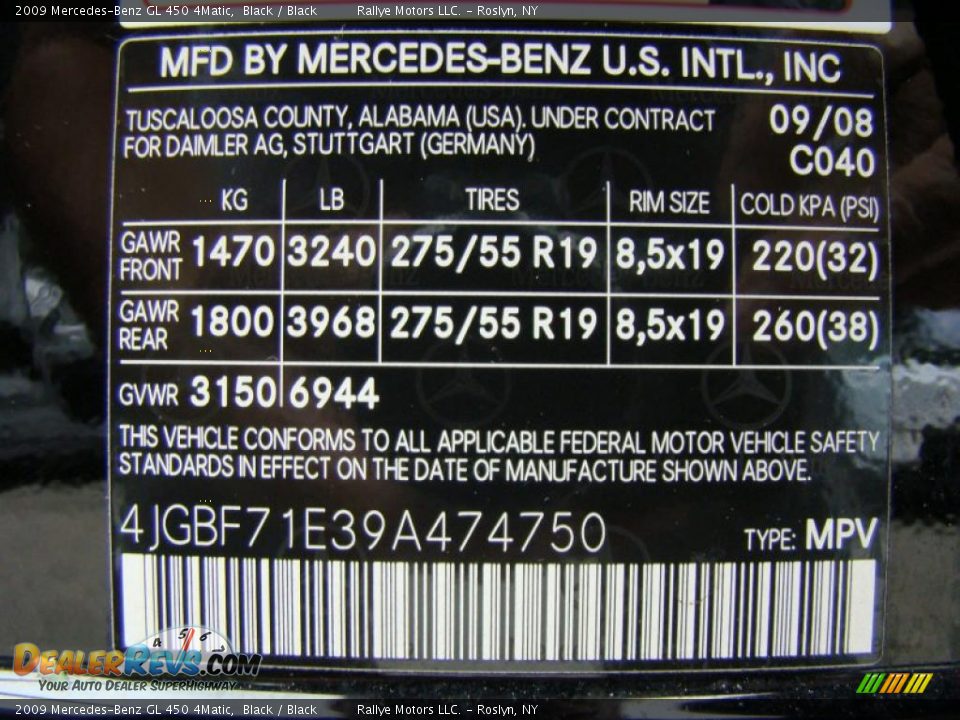 2009 Mercedes-Benz GL 450 4Matic, Black / Black Rallye Motors LLC. - Roslyn, NY
MFD BY MERCEDES-BENZ U.S. INTL., INC
TUSCALOOSA COUNTY, ALABAMA (USA). UNDER CONTRACT 09/08
FOR DAIMLER AG, STUTTGART (GERMANY) C040
KG LB TIRES RIM SIZE COLD KPA (PSI)
GAWR FRONT 1470 3240 275/55 R19 8,5x19 220(32)
GAWR REAR 1800 3968 275/55 R19 8,5x19 260(38)
GVWR 3150 6944
THIS VEHICLE CONFORMS TO ALL APPLICABLE FEDERAL MOTOR VEHICLE SAFETY
STANDARDS IN EFFECT ON THE DATE OF MANUFACTURE SHOWN ABOVE.
4JGBF71E39A474750 TYPE: MPV
4 5 6
DEALERREVS.COM
YOUR AUTO DEALER SUPERHIGHWAY
2009 Mercedes-Benz GL 450 4Matic, Black / Black Rallye Motors LLC. - Roslyn, NY